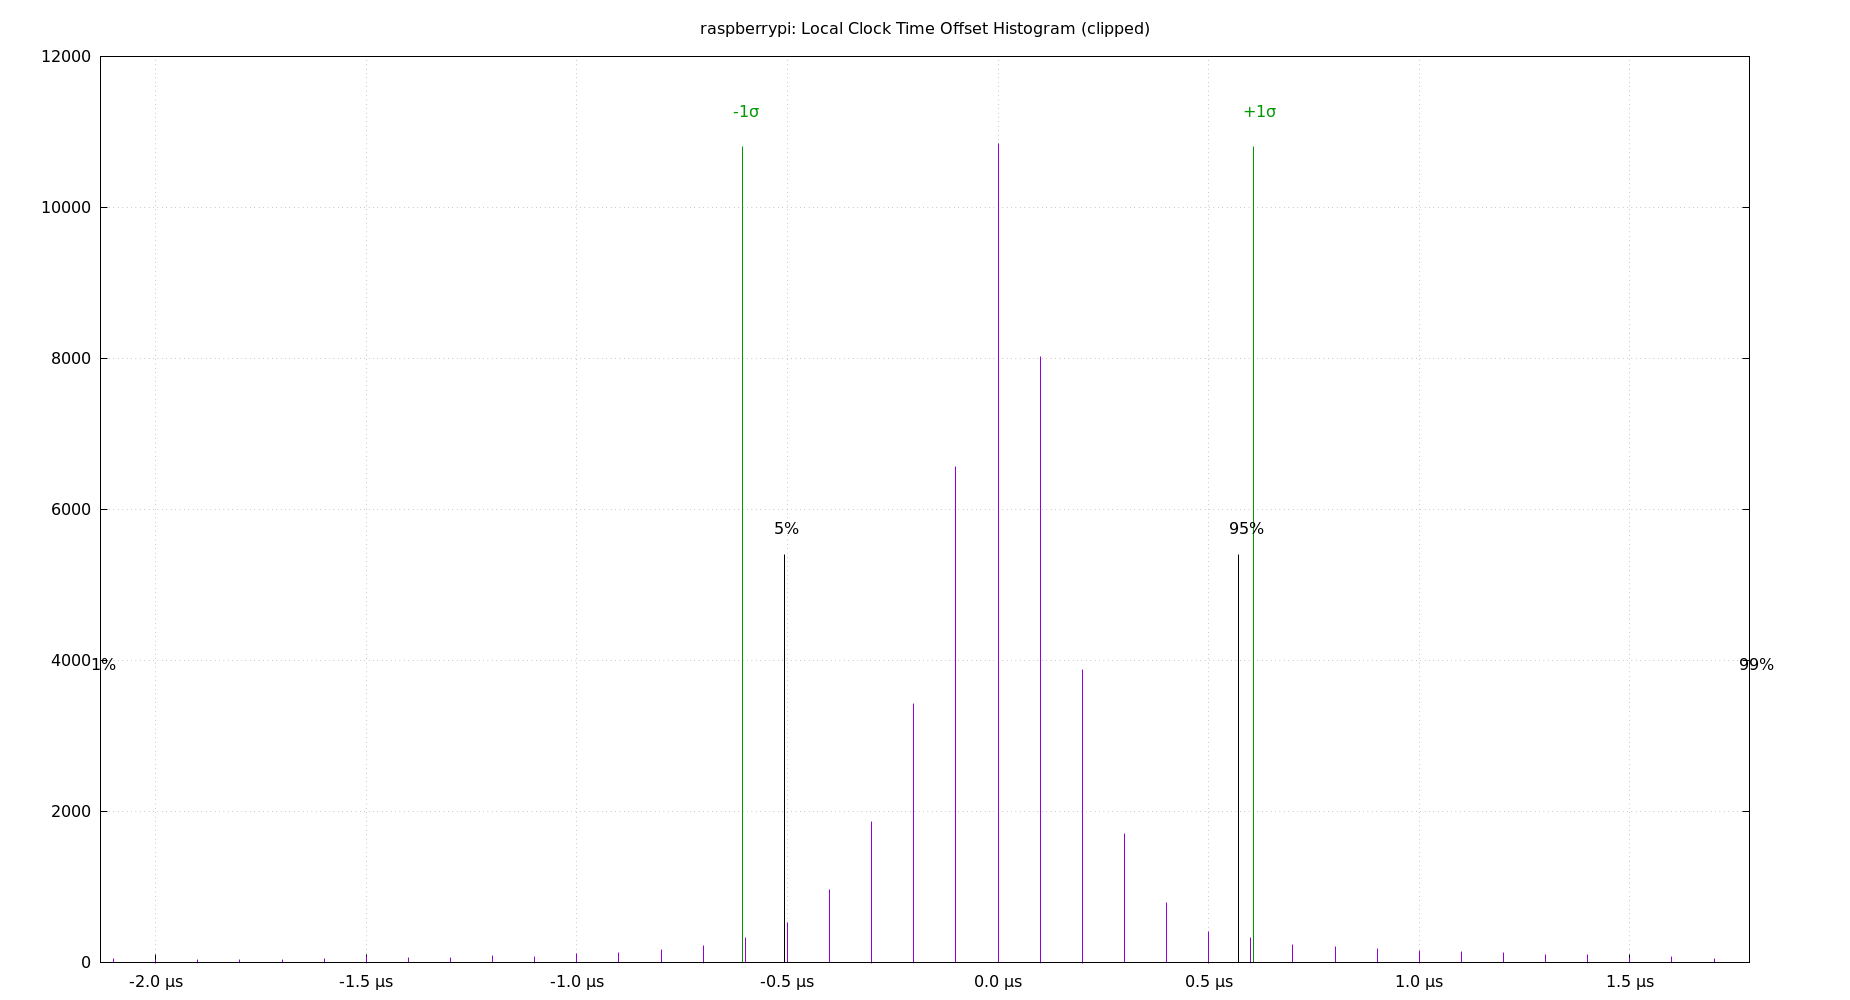 raspberrypi: Local Clock Time Offset Histogram (clipped)
12000
-1σ
+1σ
10000
8000
6000
5%
95%
4000
1%
99%
2000
0
-2.0 µs
-1.5 µs
-1.0 µs
-0.5 µs
0.0 µs
0.5 µs
1.0 µs
1.5 µs